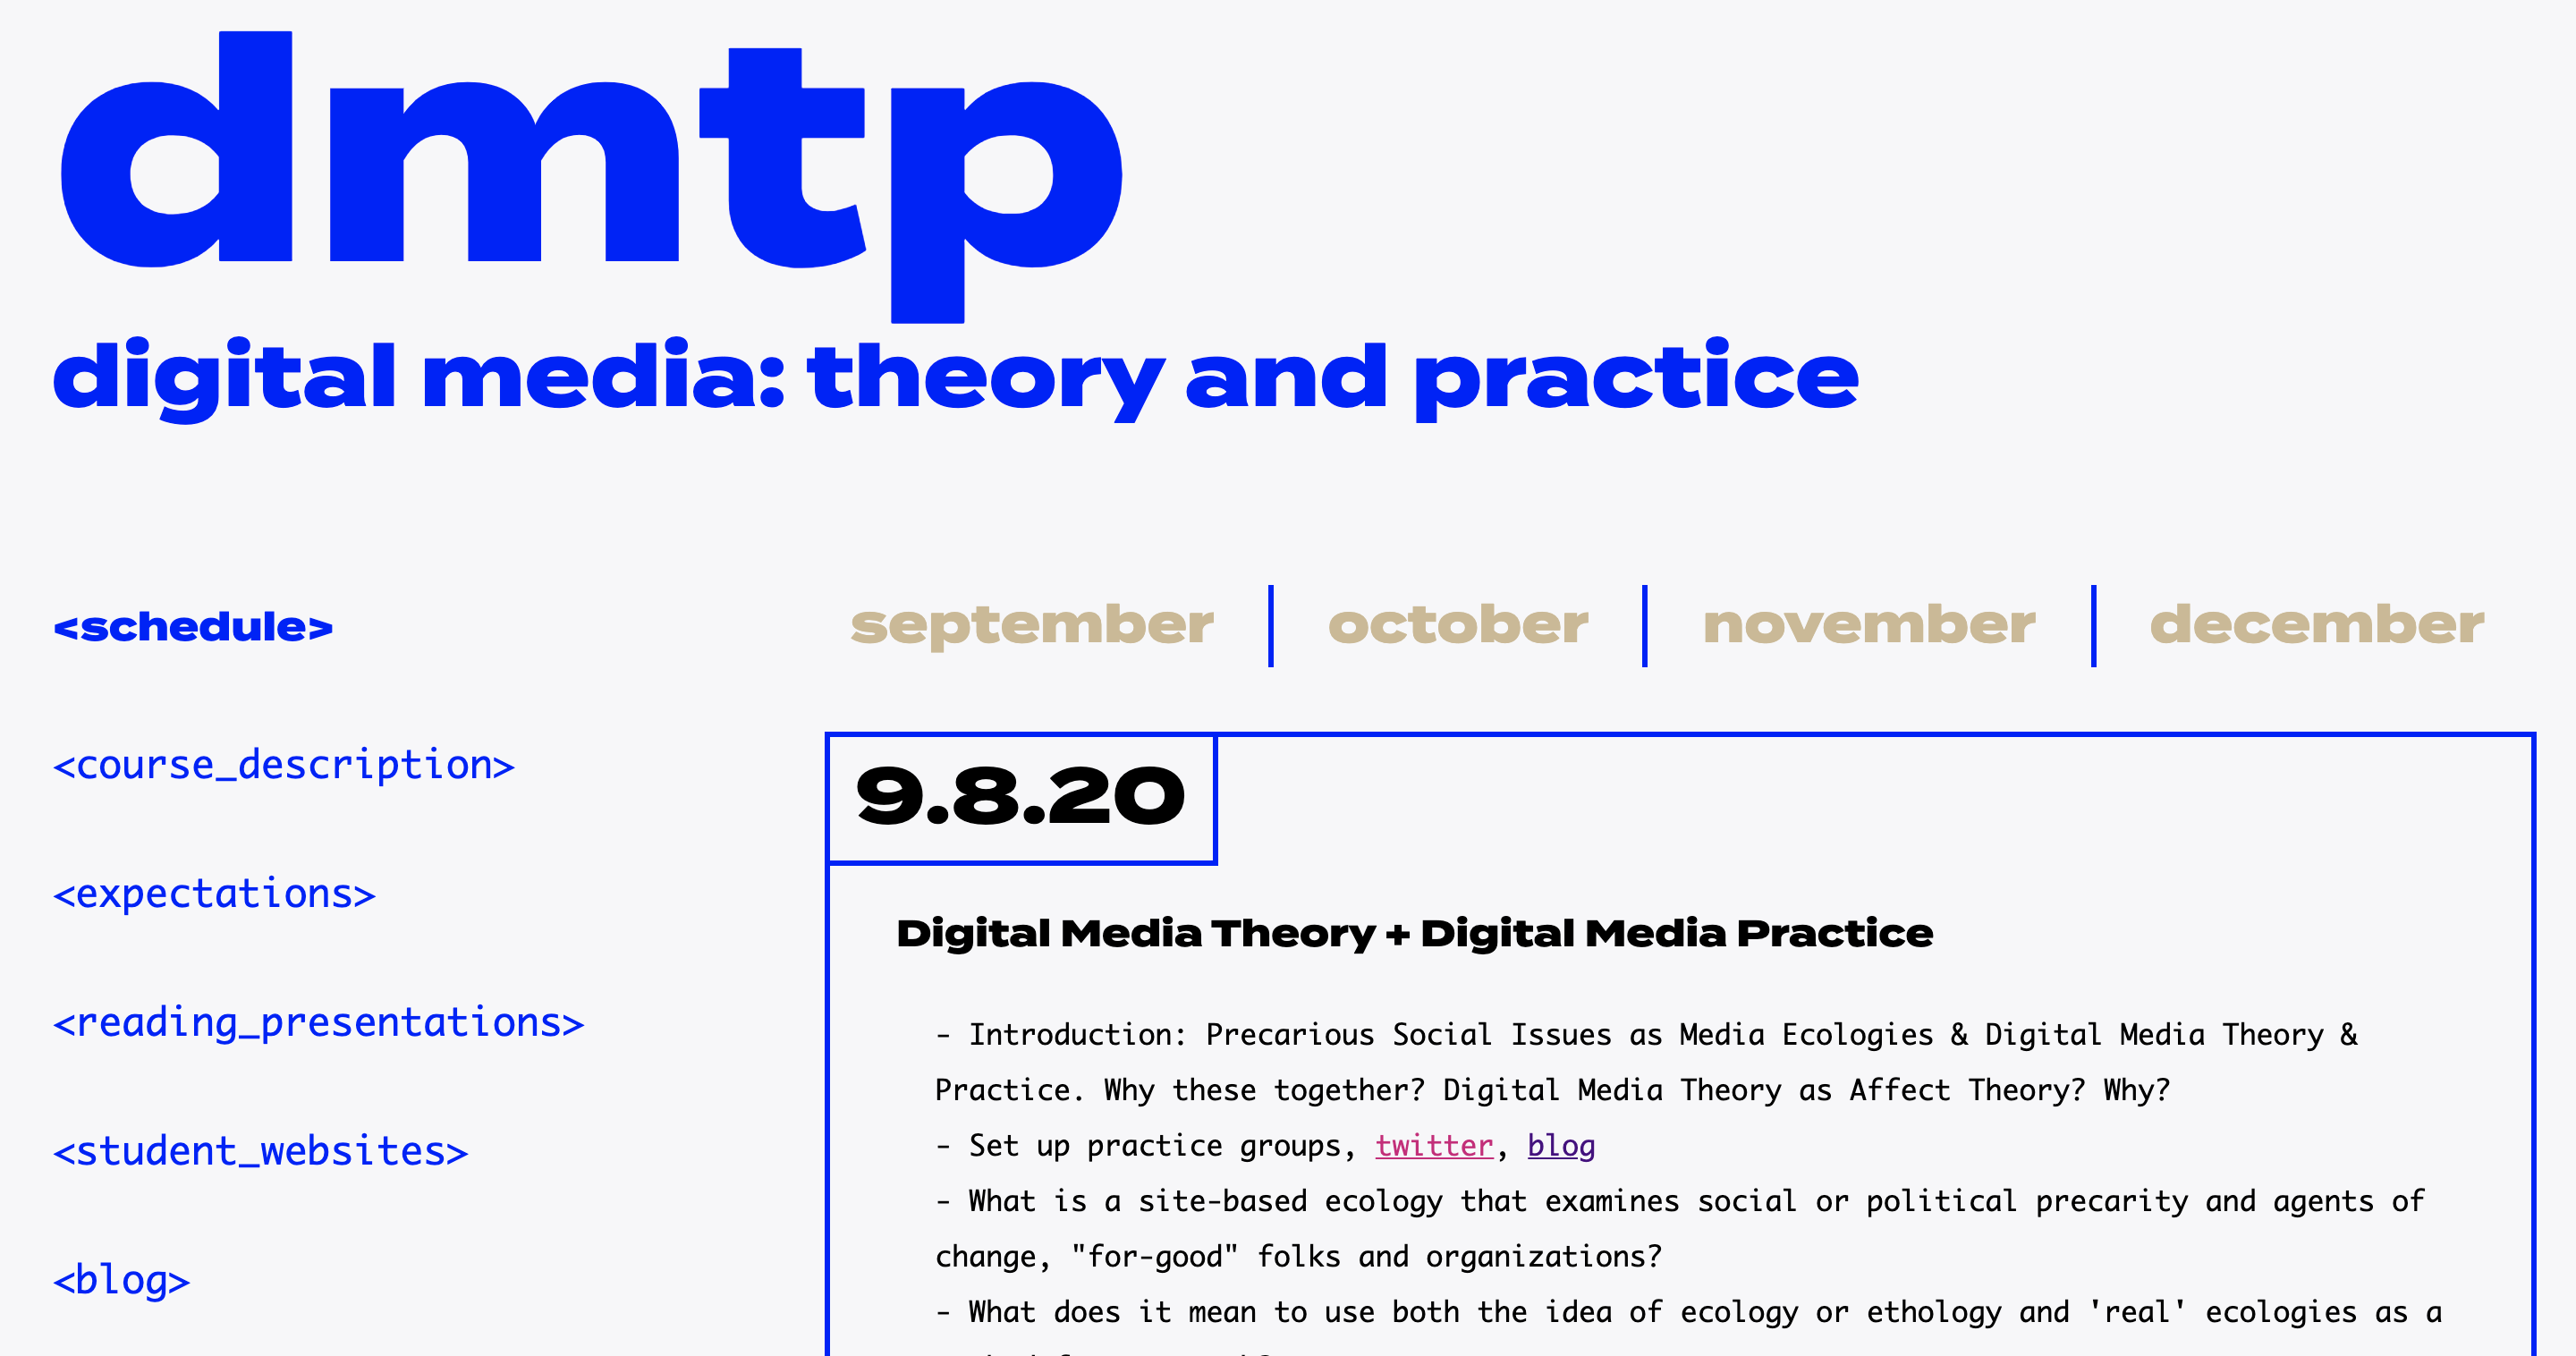 dmtp
digital media: theory and practice
<schedule>
<course_description>
<expectations>
<reading_presentations>
<student_websites>
<blog>
september
october
november
december
9.8.20
Digital Media Theory + Digital Media Practice
- Introduction: Precarious Social Issues as Media Ecologies & Digital Media Theory &
Practice. Why these together? Digital Media Theory as Affect Theory? Why?
- Set up practice groups, twitter, blog
- What is a site-based ecology that examines social or political precarity and agents of
change, "for-good" folks and organizations?
- What does it mean to use both the idea of ecology or ethology and 'real' ecologies as a